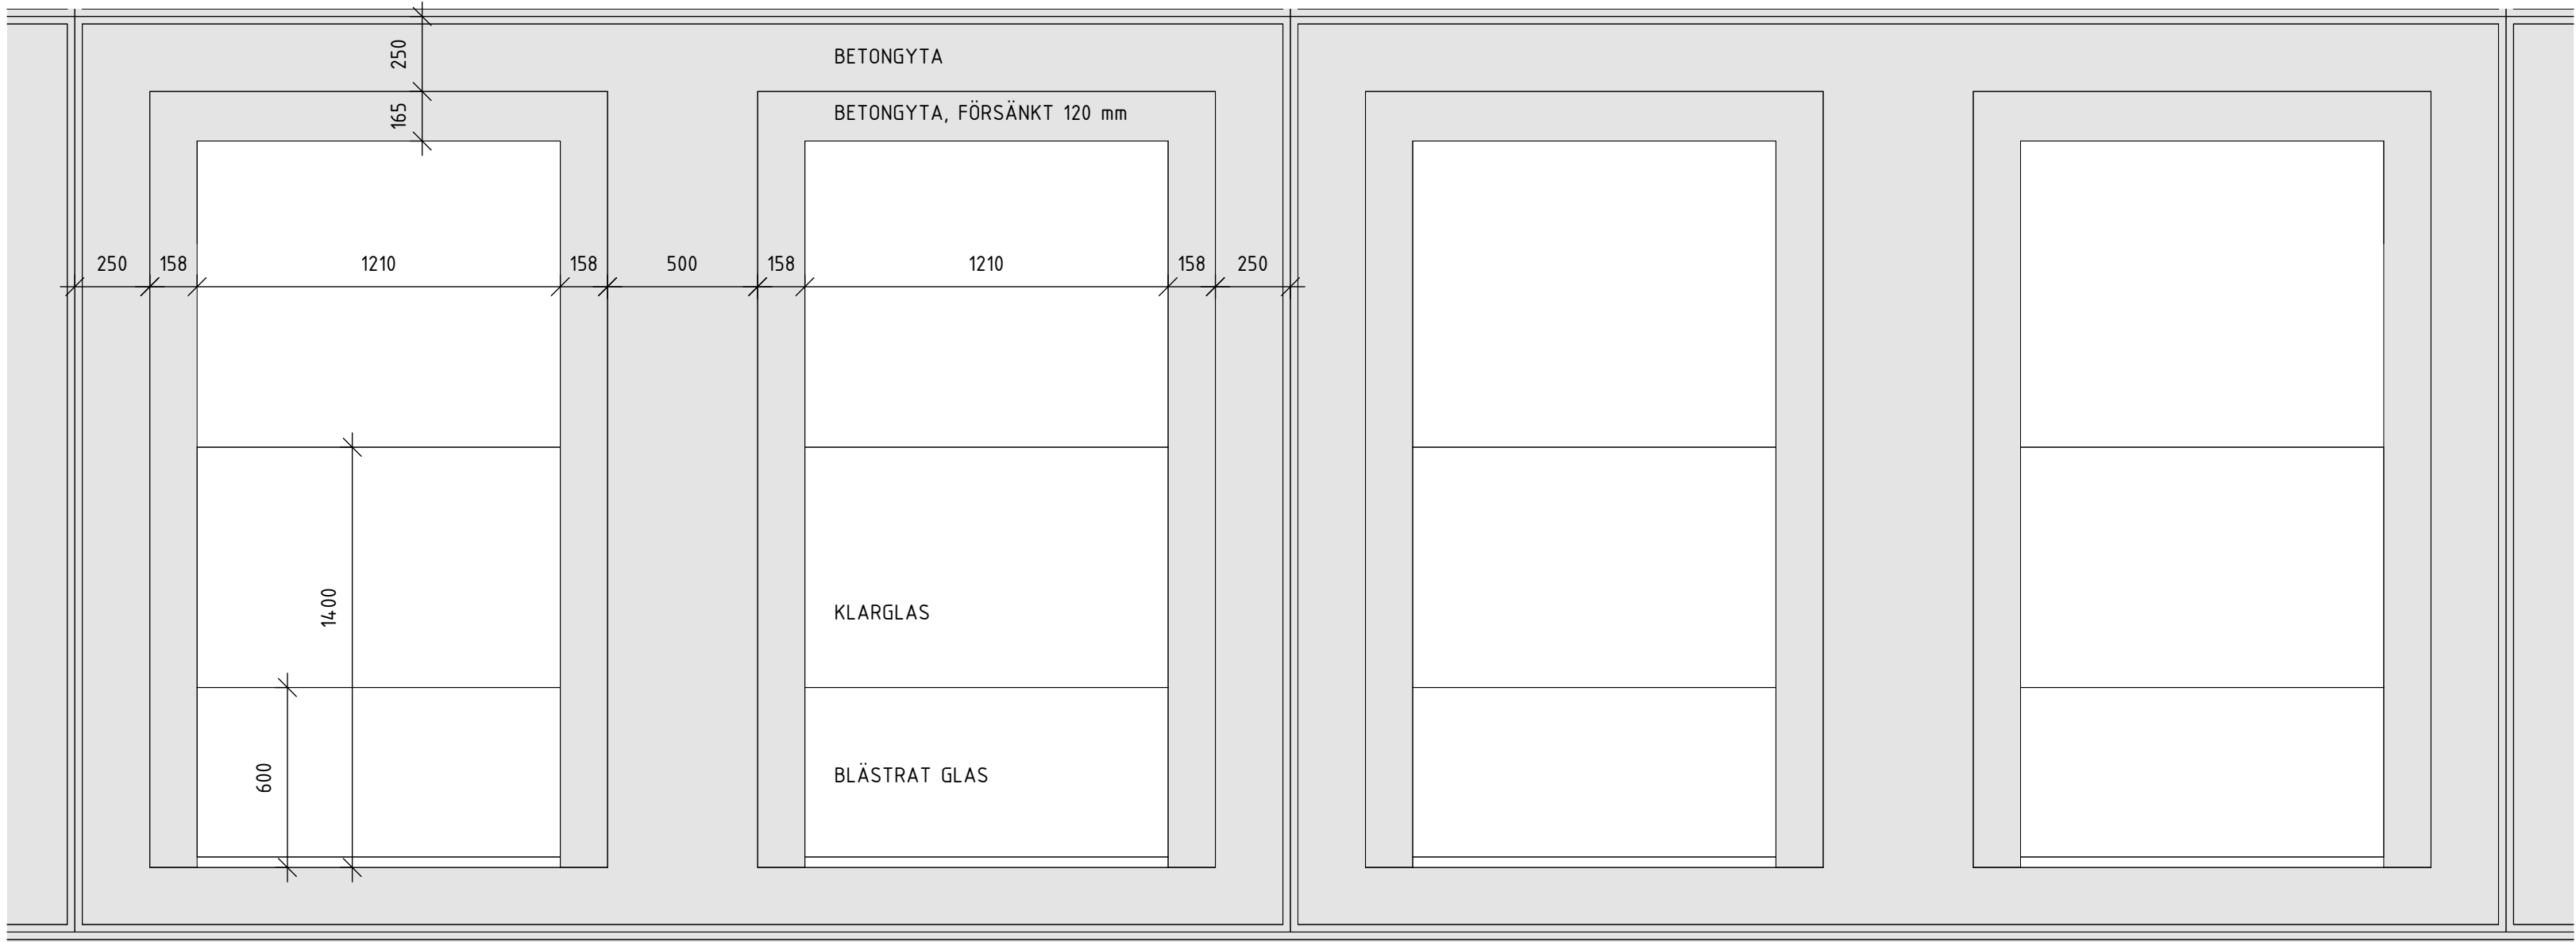 250
BETONGYTA
165
BETONGYTA, FÖRSÄNKT 120 mm
250 158 1210 158 500 158 1210 158 250
1400
KLARGLAS
600
BLÄSTRAT GLAS